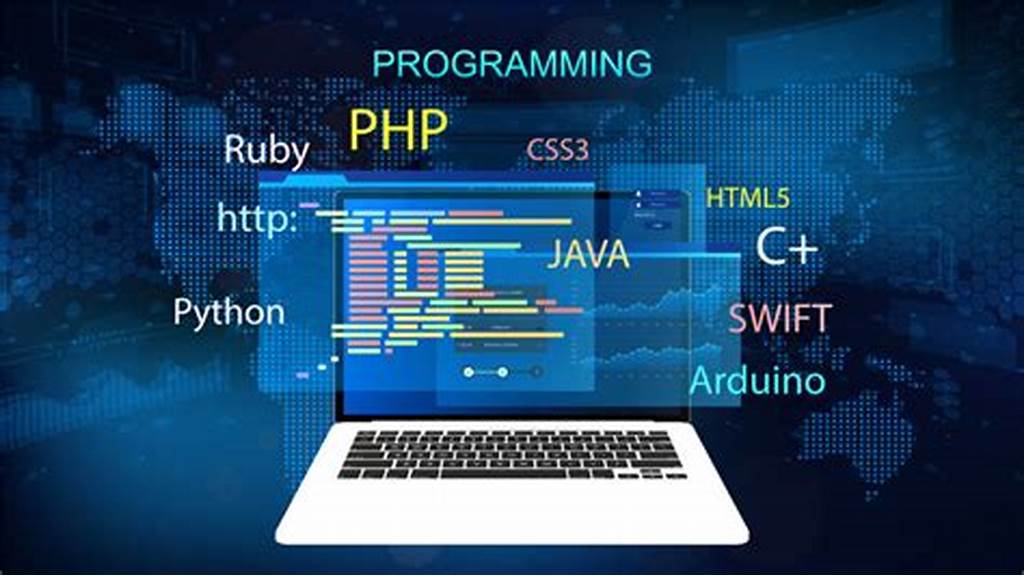 PROGRAMMING
PHP
Ruby
CSS3
HTML5
http:
C+
JAVA
Python
SWIFT
Arduino